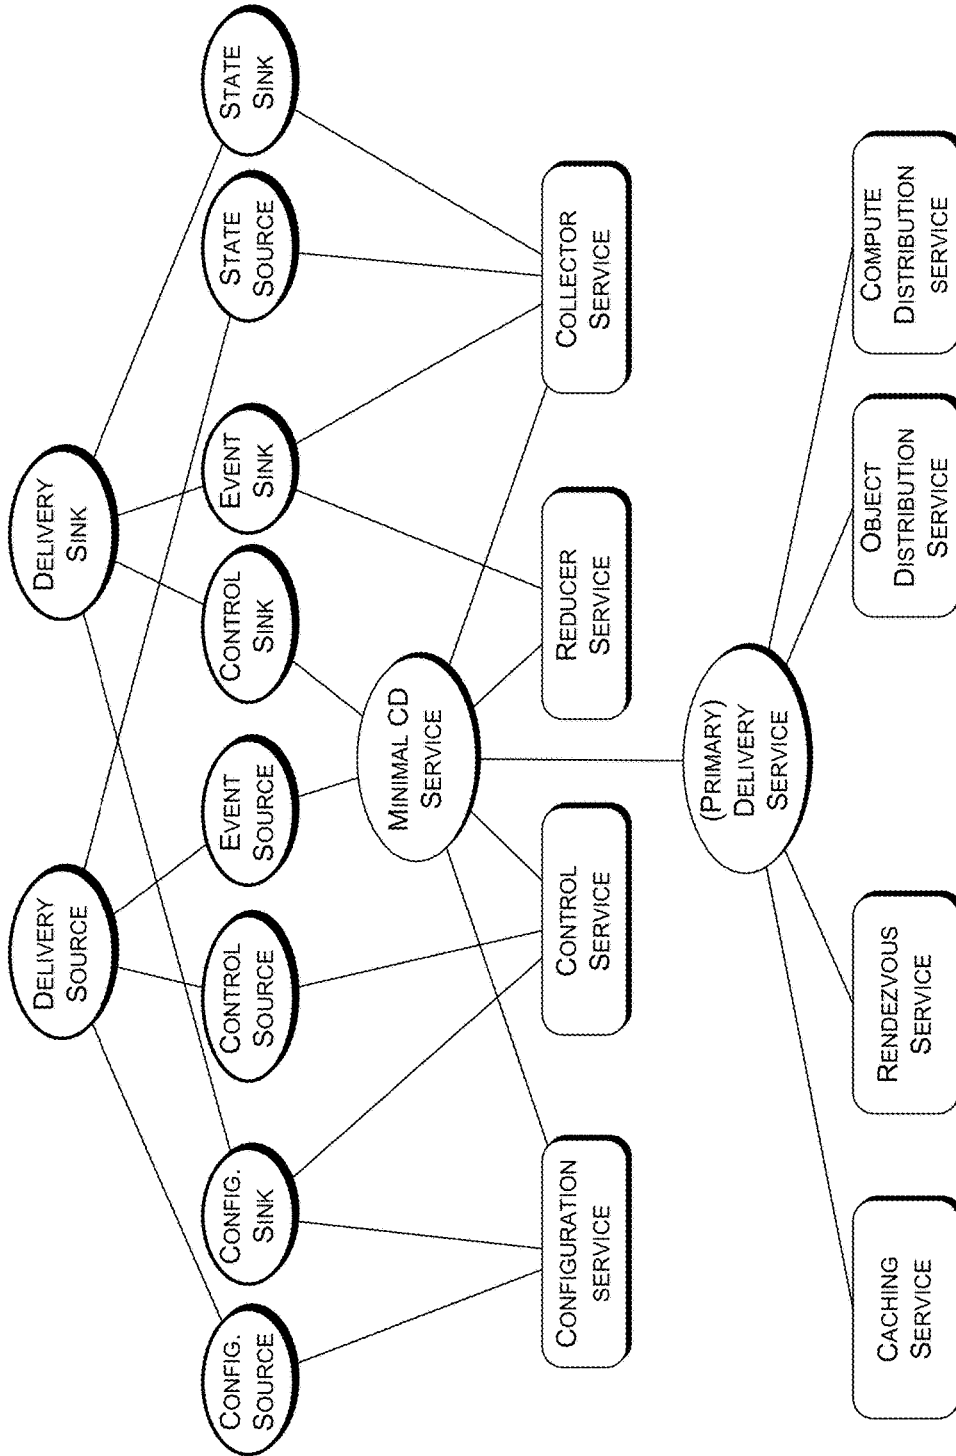 DELIVERY
SOURCE
DELIVERY
SINK
CONFIG.
SOURCE
CONFIG.
SINK
CONTROL
SOURCE
EVENT
SOURCE
CONTROL
SINK
EVENT
SINK
STATE
SOURCE
STATE
SINK
MINIMAL CD
SERVICE
CONFIGURATION
SERVICE
CONTROL
SERVICE
REDUCER
SERVICE
COLLECTOR
SERVICE
(PRIMARY)
DELIVERY
SERVICE
CACHING
SERVICE
RENDEZVOUS
SERVICE
OBJECT
DISTRIBUTION
SERVICE
COMPUTE
DISTRIBUTION
SERVICE